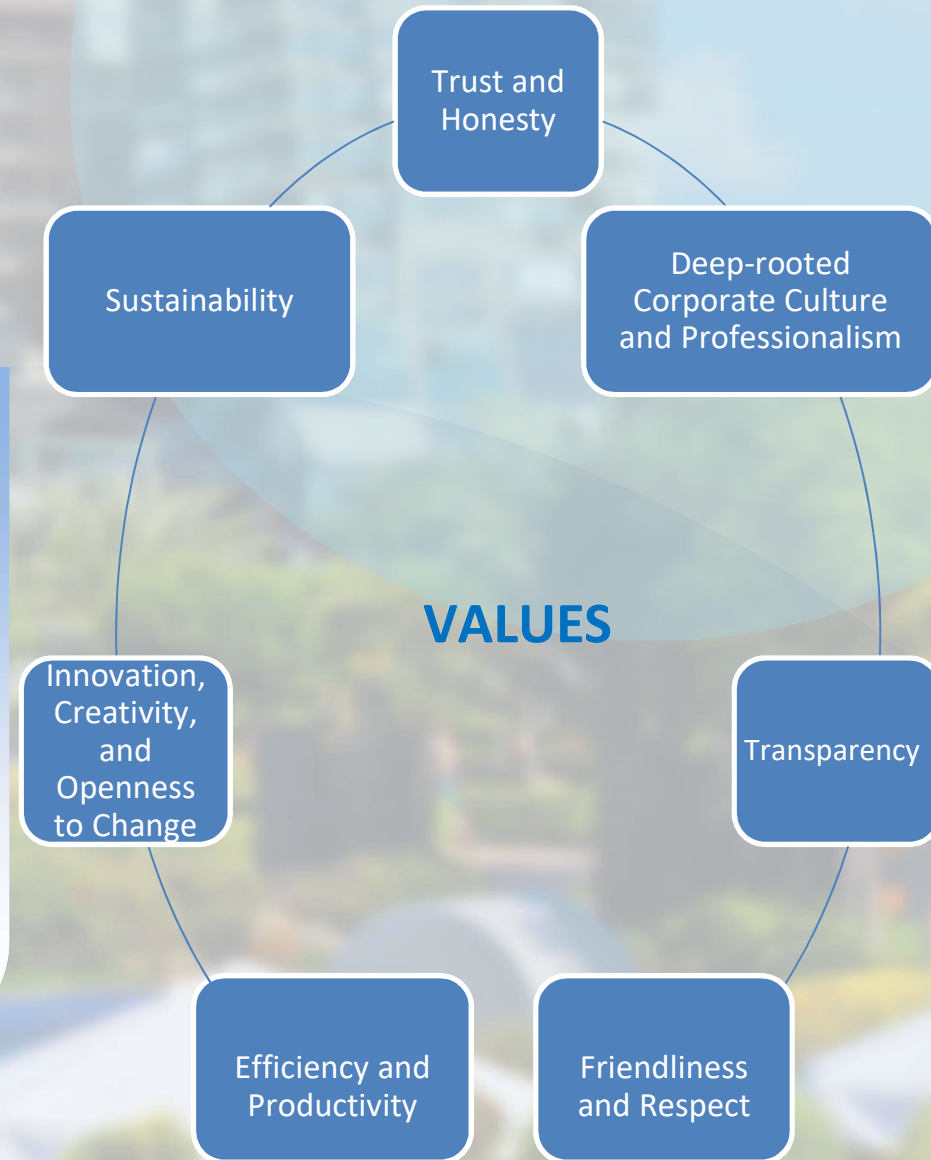 Trust and
Honesty
Deep-rooted
Corporate Culture
and Professionalism
Transparency
Friendliness
and Respect
Efficiency and
Productivity
Innovation,
Creativity,
and
Openness
to Change
Sustainability
VALUES